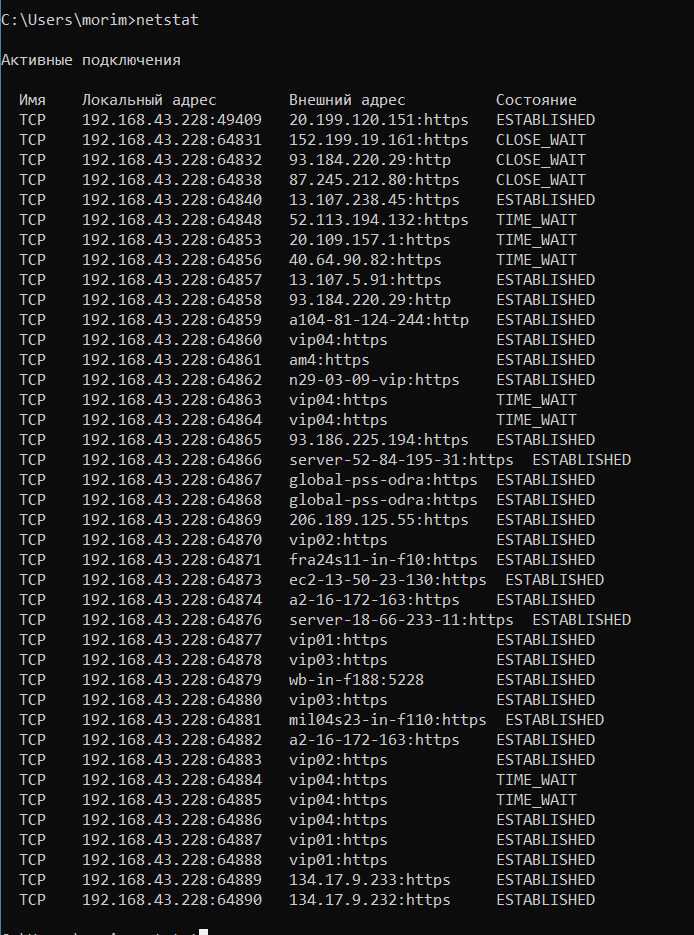 C:\Users\morim>netstat
Активные подключения
Имя Локальный адрес Внешний адрес Состояние
TCP 192.168.43.228:49409 20.199.120.151:https ESTABLISHED
TCP 192.168.43.228:64831 152.199.19.161:https CLOSE_WAIT
TCP 192.168.43.228:64832 93.184.220.29:http CLOSE_WAIT
TCP 192.168.43.228:64838 87.245.212.80:https CLOSE_WAIT
TCP 192.168.43.228:64840 13.107.238.45:https ESTABLISHED
TCP 192.168.43.228:64848 52.113.194.132:https TIME_WAIT
TCP 192.168.43.228:64853 20.109.157.1:https TIME_WAIT
TCP 192.168.43.228:64856 40.64.90.82:https TIME_WAIT
TCP 192.168.43.228:64857 13.107.5.91:https ESTABLISHED
TCP 192.168.43.228:64858 93.184.220.29:http ESTABLISHED
TCP 192.168.43.228:64859 a104-81-124-244:http ESTABLISHED
TCP 192.168.43.228:64860 vip04:https ESTABLISHED
TCP 192.168.43.228:64861 am4:https ESTABLISHED
TCP 192.168.43.228:64862 n29-03-09-vip:https ESTABLISHED
TCP 192.168.43.228:64863 vip04:https TIME_WAIT
TCP 192.168.43.228:64864 vip04:https TIME_WAIT
TCP 192.168.43.228:64865 93.186.225.194:https ESTABLISHED
TCP 192.168.43.228:64866 server-52-84-195-31:https ESTABLISHED
TCP 192.168.43.228:64867 global-pss-odra:https ESTABLISHED
TCP 192.168.43.228:64868 global-pss-odra:https ESTABLISHED
TCP 192.168.43.228:64869 206.189.125.55:https ESTABLISHED
TCP 192.168.43.228:64870 vip02:https ESTABLISHED
TCP 192.168.43.228:64871 fra24s11-in-f10:https ESTABLISHED
TCP 192.168.43.228:64873 ec2-13-50-23-130:https ESTABLISHED
TCP 192.168.43.228:64874 a2-16-172-163:https ESTABLISHED
TCP 192.168.43.228:64876 server-18-66-233-11:https ESTABLISHED
TCP 192.168.43.228:64877 vip01:https ESTABLISHED
TCP 192.168.43.228:64878 vip03:https ESTABLISHED
TCP 192.168.43.228:64879 wb-in-f188:5228 ESTABLISHED
TCP 192.168.43.228:64880 vip03:https ESTABLISHED
TCP 192.168.43.228:64881 mil04s23-in-f110:https ESTABLISHED
TCP 192.168.43.228:64882 a2-16-172-163:https ESTABLISHED
TCP 192.168.43.228:64883 vip02:https ESTABLISHED
TCP 192.168.43.228:64884 vip04:https TIME_WAIT
TCP 192.168.43.228:64885 vip04:https TIME_WAIT
TCP 192.168.43.228:64886 vip04:https ESTABLISHED
TCP 192.168.43.228:64887 vip01:https ESTABLISHED
TCP 192.168.43.228:64888 vip01:https ESTABLISHED
TCP 192.168.43.228:64889 134.17.9.233:https ESTABLISHED
TCP 192.168.43.228:64890 134.17.9.232:https ESTABLISHED